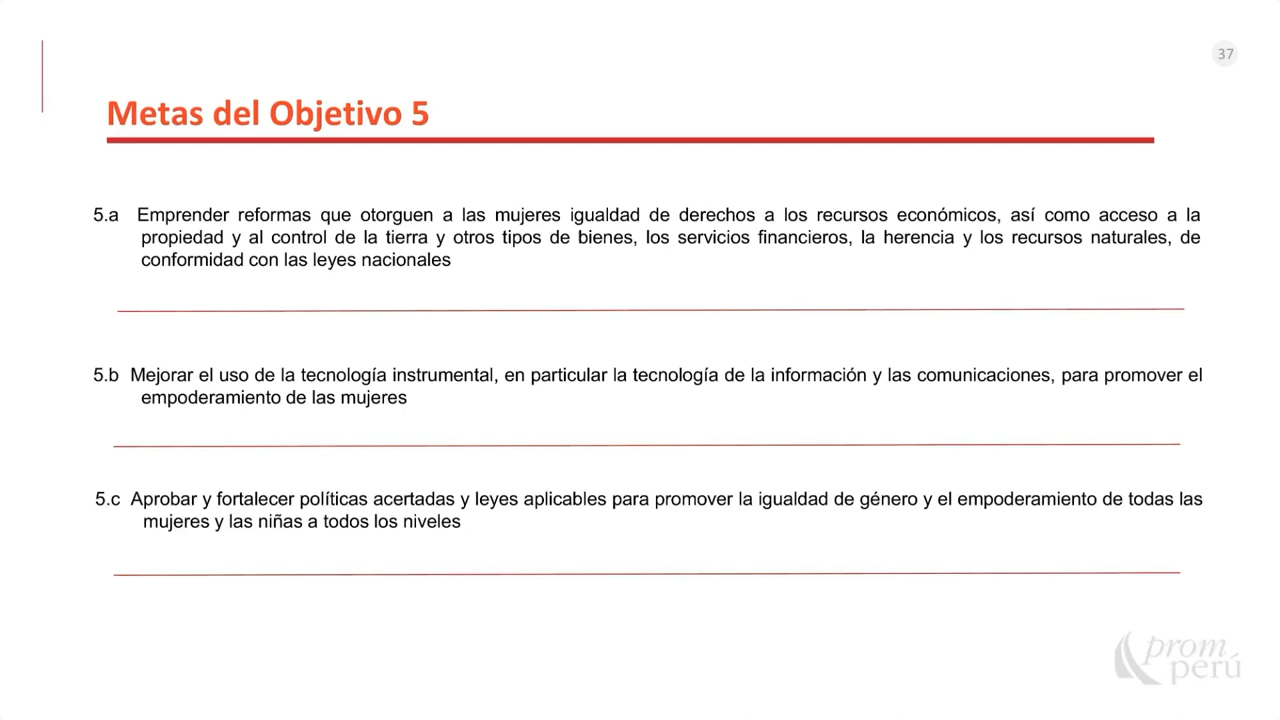 37
Metas del Objetivo 5
5.a Emprender reformas que otorguen a las mujeres igualdad de derechos a los recursos económicos, así como acceso a la
propiedad y al control de la tierra y otros tipos de bienes, los servicios financieros, la herencia y los recursos naturales, de
conformidad con las leyes nacionales
5.b Mejorar el uso de la tecnología instrumental, en particular la tecnología de la información y las comunicaciones, para promover el
empoderamiento de las mujeres
5.c Aprobar y fortalecer políticas acertadas y leyes aplicables para promover la igualdad de género y el empoderamiento de todas las
mujeres y las niñas a todos los niveles
prom
perú